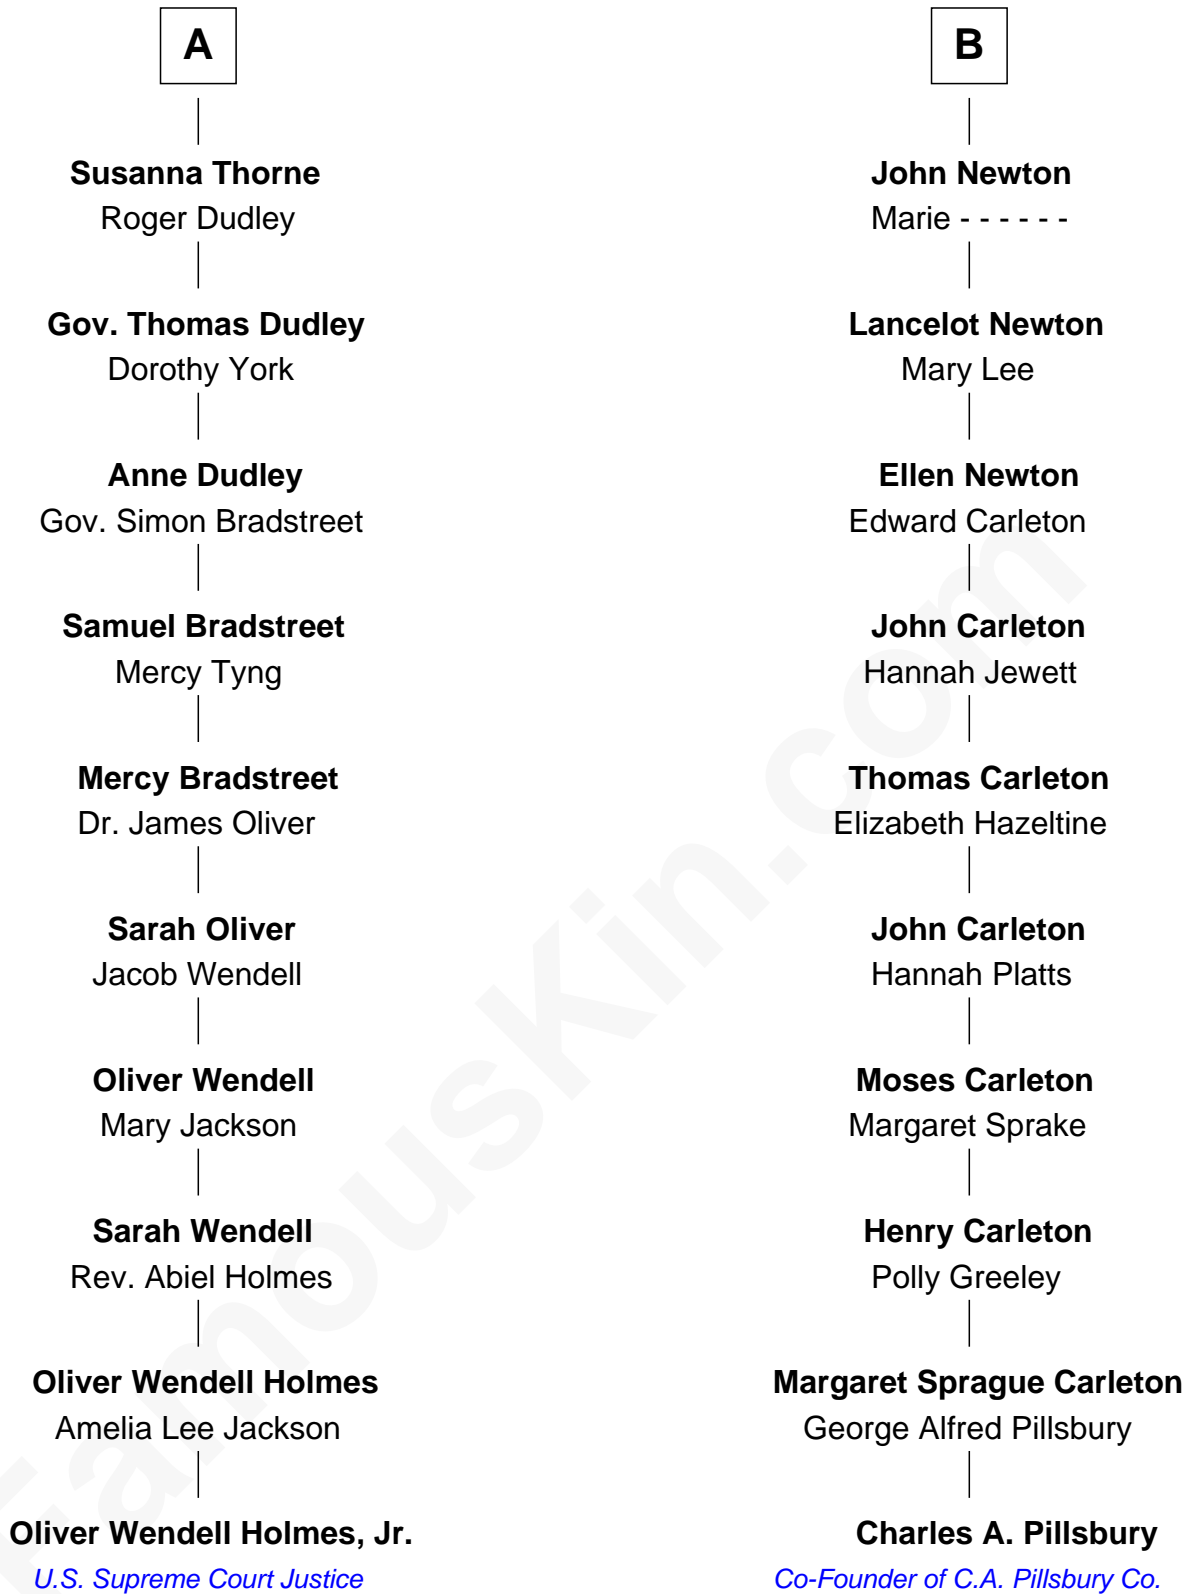 A
Susanna Thorne
Roger Dudley
Gov. Thomas Dudley
Dorothy York
Anne Dudley
Gov. Simon Bradstreet
Samuel Bradstreet
Mercy Tyng
Mercy Bradstreet
Dr. James Oliver
Sarah Oliver
Jacob Wendell
Oliver Wendell
Mary Jackson
Sarah Wendell
Rev. Abiel Holmes
Oliver Wendell Holmes
Amelia Lee Jackson
Oliver Wendell Holmes, Jr.
U.S. Supreme Court Justice
B
John Newton
Marie - - - - - -
Lancelot Newton
Mary Lee
Ellen Newton
Edward Carleton
John Carleton
Hannah Jewett
Thomas Carleton
Elizabeth Hazeltine
John Carleton
Hannah Platts
Moses Carleton
Margaret Sprake
Henry Carleton
Polly Greeley
Margaret Sprague Carleton
George Alfred Pillsbury
Charles A. Pillsbury
Co-Founder of C.A. Pillsbury Co.
FamousKin.com